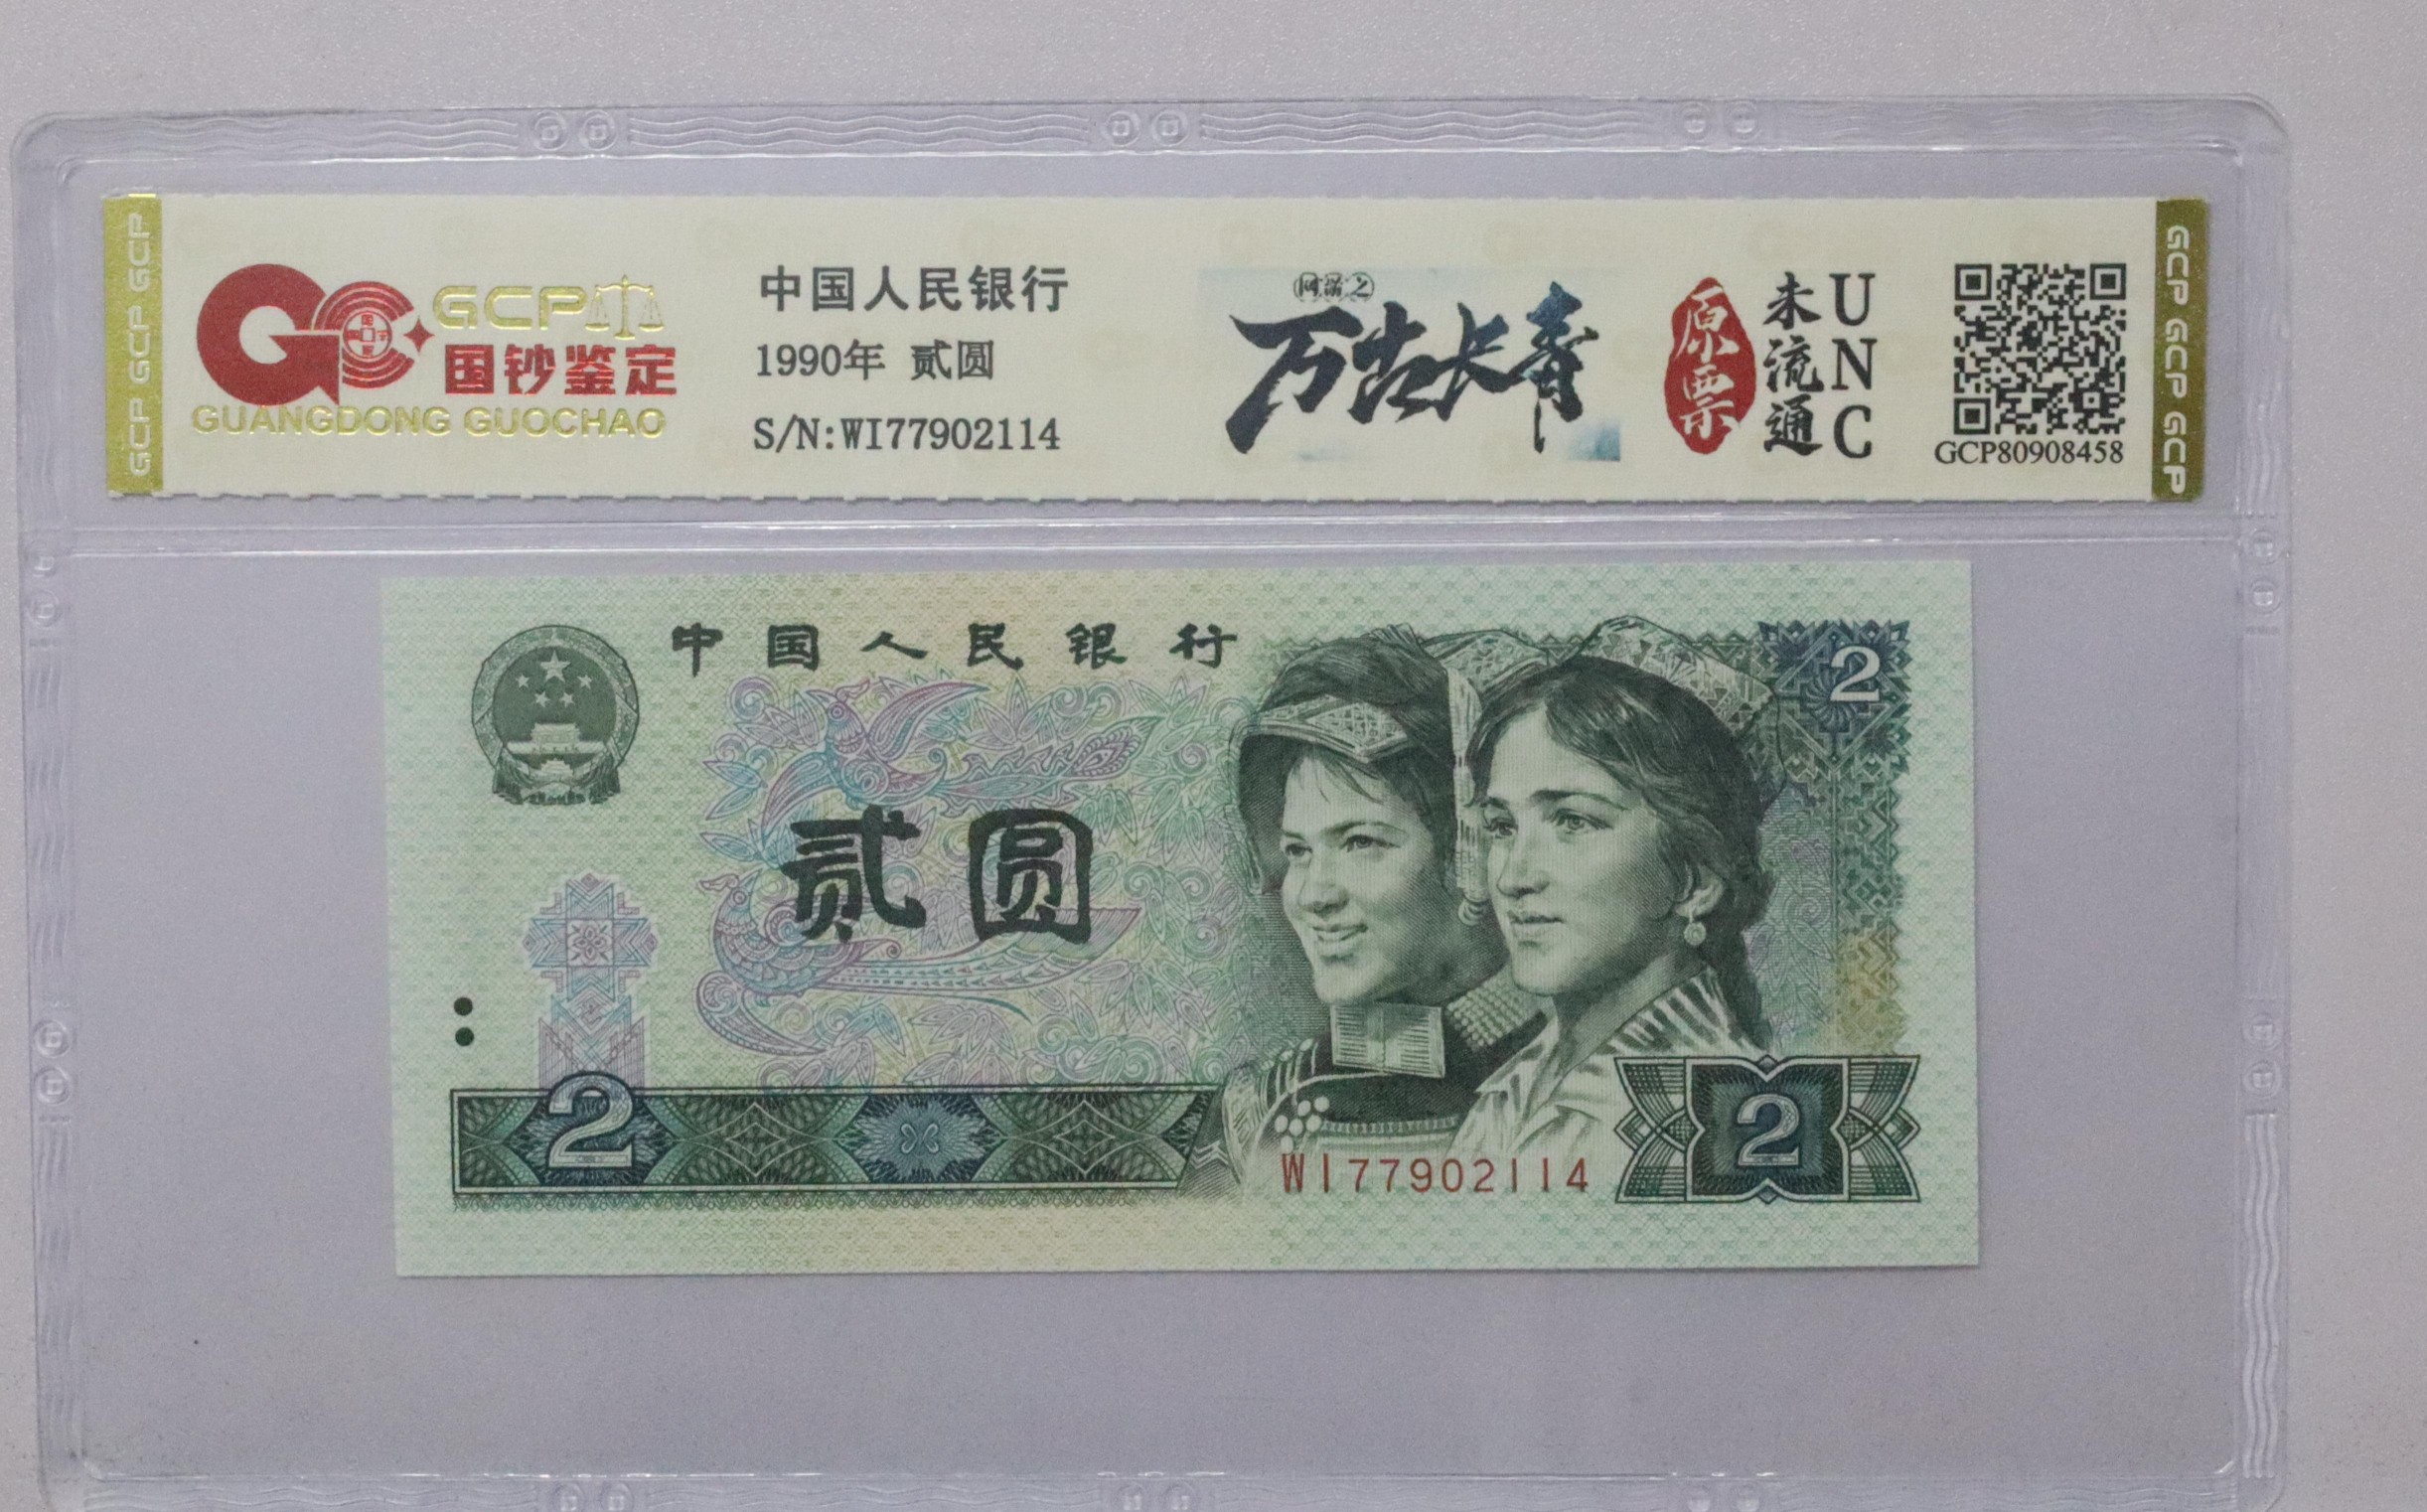 GCP GCP GCP
GCP
国钞鉴定
GUANGDONG GUOCHAO
中国人民银行
1990年 贰圆
S/N:WI77902114
万古长青
原票
未流通
UNC
GCP80908458
GCP GCP GCP
中国人民银行
2
贰圆
2
WI77902114
2